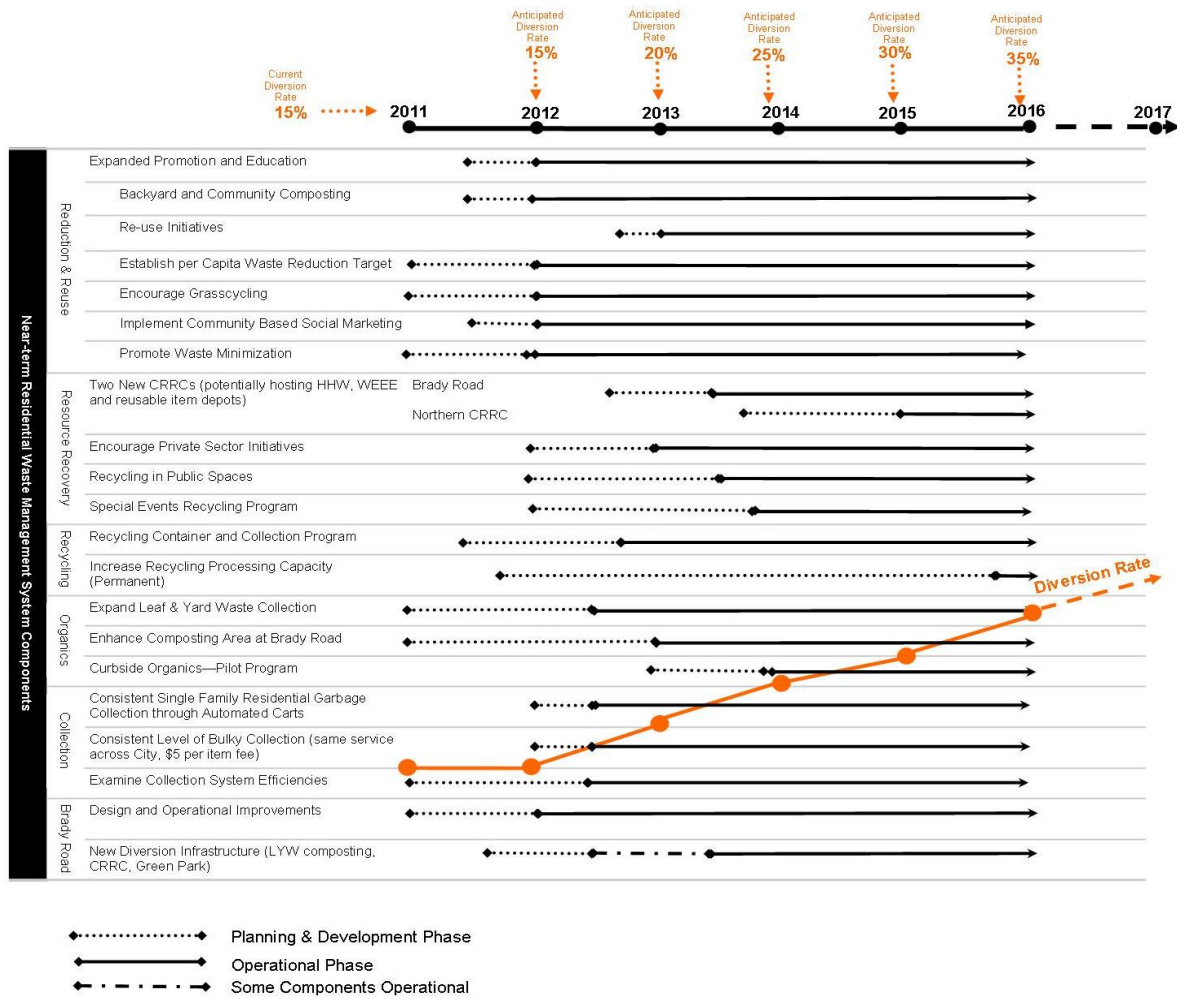 Anticipated
Diversion
Rate
15%
Anticipated
Diversion
Rate
20%
Anticipated
Diversion
Rate
25%
Anticipated
Diversion
Rate
30%
Anticipated
Diversion
Rate
35%
Current
Diversion
Rate
15%
2011
2012
2013
2014
2015
2016
2017
Near-term Residential Waste Management System Components
Reduction & Reuse
Expanded Promotion and Education
Backyard and Community Composting
Re-use Initiatives
Establish per Capita Waste Reduction Target
Encourage Grasscycling
Implement Community Based Social Marketing
Promote Waste Minimization
Resource Recovery
Two New CRRCs (potentially hosting HHW, WEEE
and reusable item depots)
Brady Road
Northern CRRC
Encourage Private Sector Initiatives
Recycling in Public Spaces
Special Events Recycling Program
Recycling
Recycling Container and Collection Program
Increase Recycling Processing Capacity
(Permanent)
Diversion Rate
Organics
Expand Leaf & Yard Waste Collection
Enhance Composting Area at Brady Road
Curbside Organics—Pilot Program
Collection
Consistent Single Family Residential Garbage
Collection through Automated Carts
Consistent Level of Bulky Collection (same service
across City, $5 per item fee)
Examine Collection System Efficiencies
Brady Road
Design and Operational Improvements
New Diversion Infrastructure (LYW composting,
CRRC, Green Park)
Planning & Development Phase
Operational Phase
Some Components Operational